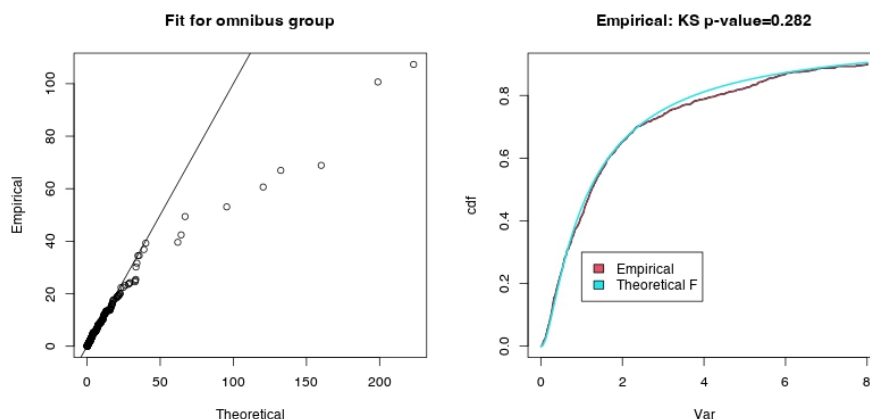 Fit for omnibus group
Empirical
0 20 40 60 80 100
0 50 100 150 200
Theoretical
Empirical: KS p-value=0.282
cdf
0.0 0.2 0.4 0.6 0.8
Empirical
Theoretical F
0 2 4 6 8
Var